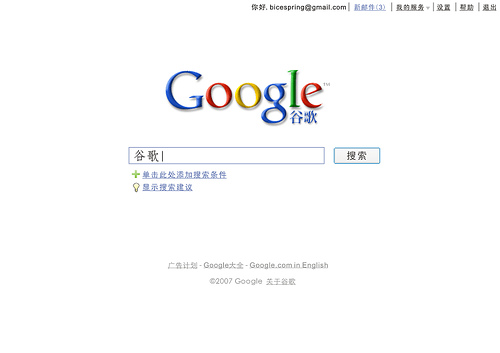 你好, bicespring@gmail.com | 新邮件(3) | 我的服务 | 设置 | 帮助 | 退出
Google™
谷歌
谷歌 搜索
单击此处添加搜索条件
显示搜索建议
广告计划 - Google大全 - Google.com in English
©2007 Google 关于谷歌